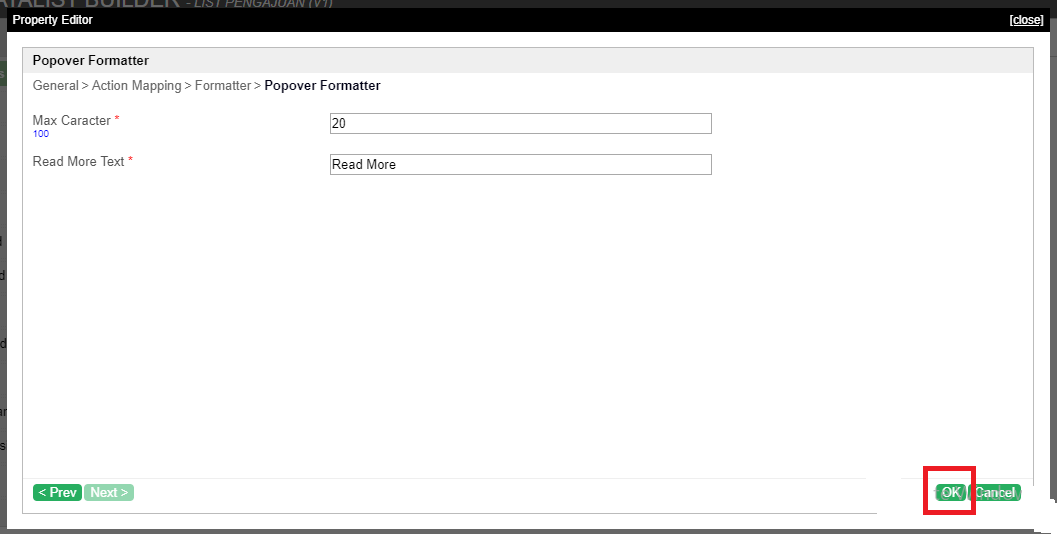 DATALIST BUILDER - LIST PENGAJUAN (V1)
Property Editor
[close]
Popover Formatter
General > Action Mapping > Formatter > Popover Formatter
Max Caracter *
100
20
Read More Text *
Read More
< Prev
Next >
OK
Cancel